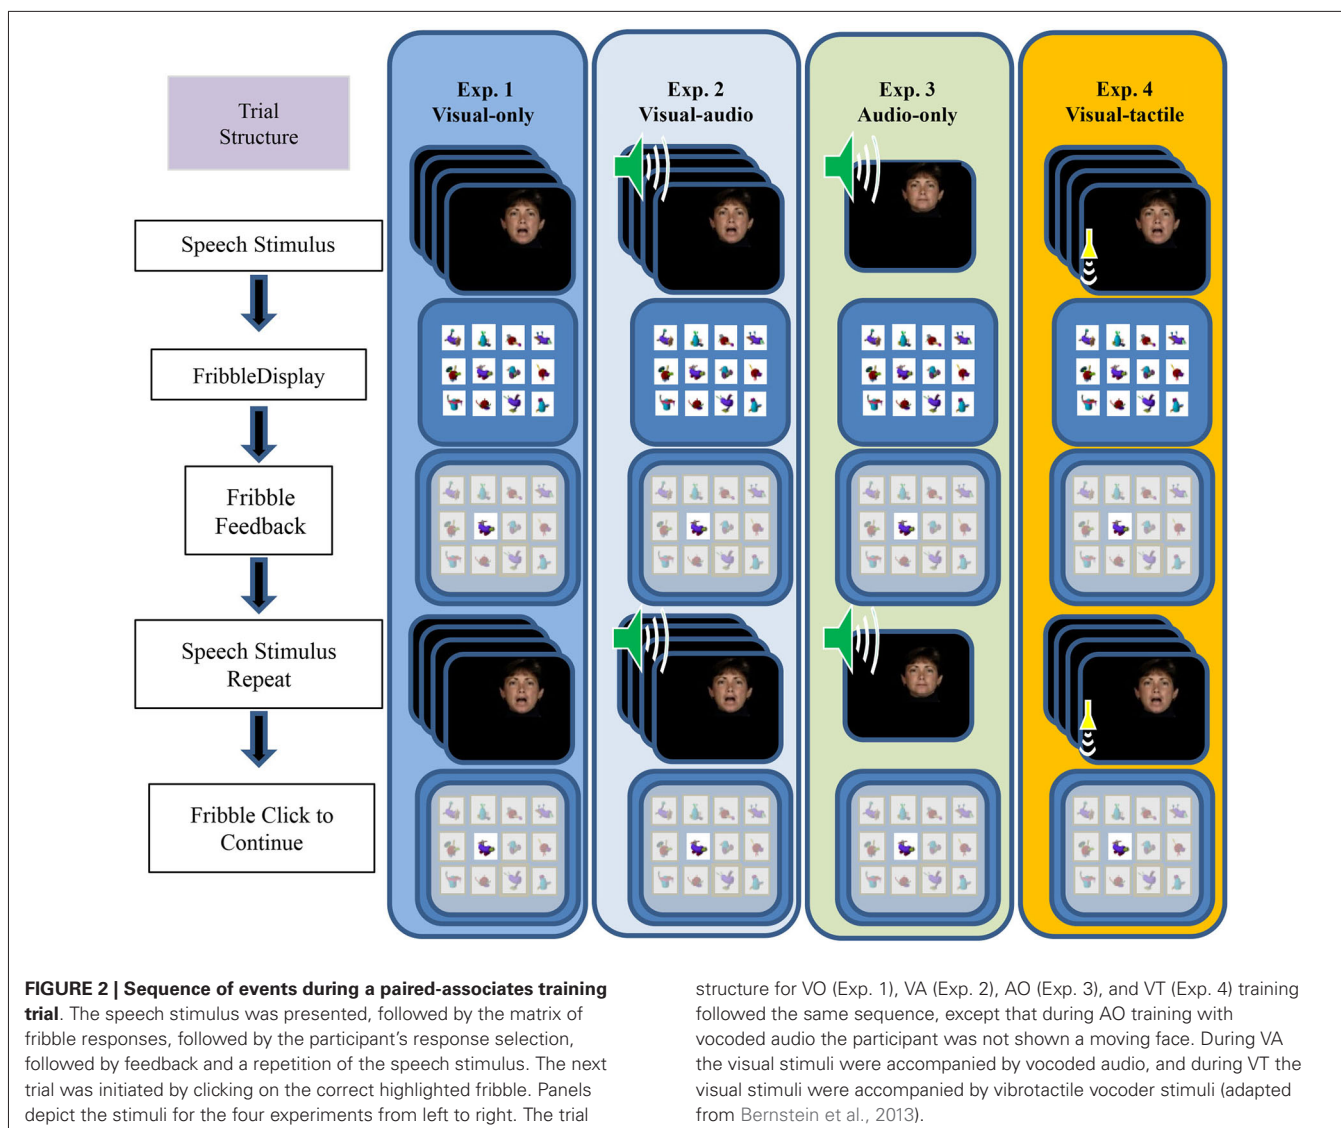 Trial
Structure
Speech Stimulus
FribbleDisplay
Fribble
Feedback
Speech Stimulus
Repeat
Fribble Click to
Continue
Exp. 1
Visual-only
Exp. 2
Visual-audio
Exp. 3
Audio-only
Exp. 4
Visual-tactile
FIGURE 2 | Sequence of events during a paired-associates training
trial. The speech stimulus was presented, followed by the matrix of
fribble responses, followed by the participant's response selection,
followed by feedback and a repetition of the speech stimulus. The next
trial was initiated by clicking on the correct highlighted fribble. Panels
depict the stimuli for the four experiments from left to right. The trial
structure for VO (Exp. 1), VA (Exp. 2), AO (Exp. 3), and VT (Exp. 4) training
followed the same sequence, except that during AO training with
vocoded audio the participant was not shown a moving face. During VA
the visual stimuli were accompanied by vocoded audio, and during VT the
visual stimuli were accompanied by vibrotactile vocoder stimuli (adapted
from Bernstein et al., 2013).